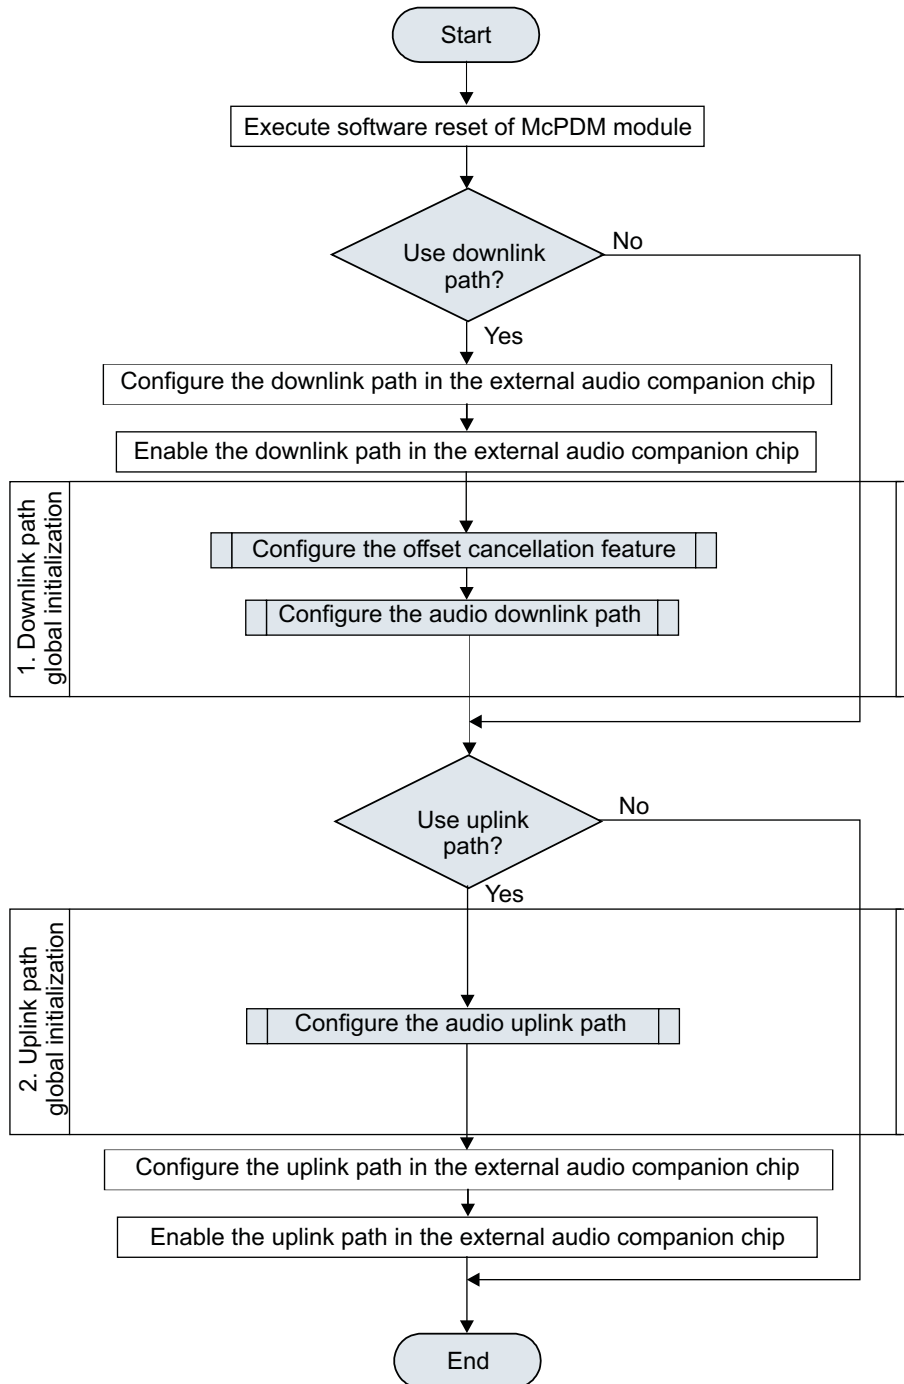 Start
Execute software reset of McPDM module
Use downlink
path?
No
Yes
Configure the downlink path in the external audio companion chip
Enable the downlink path in the external audio companion chip
1. Downlink path
global initialization
Configure the offset cancellation feature
Configure the audio downlink path
Use uplink
path?
No
Yes
2. Uplink path
global initialization
Configure the audio uplink path
Configure the uplink path in the external audio companion chip
Enable the uplink path in the external audio companion chip
End